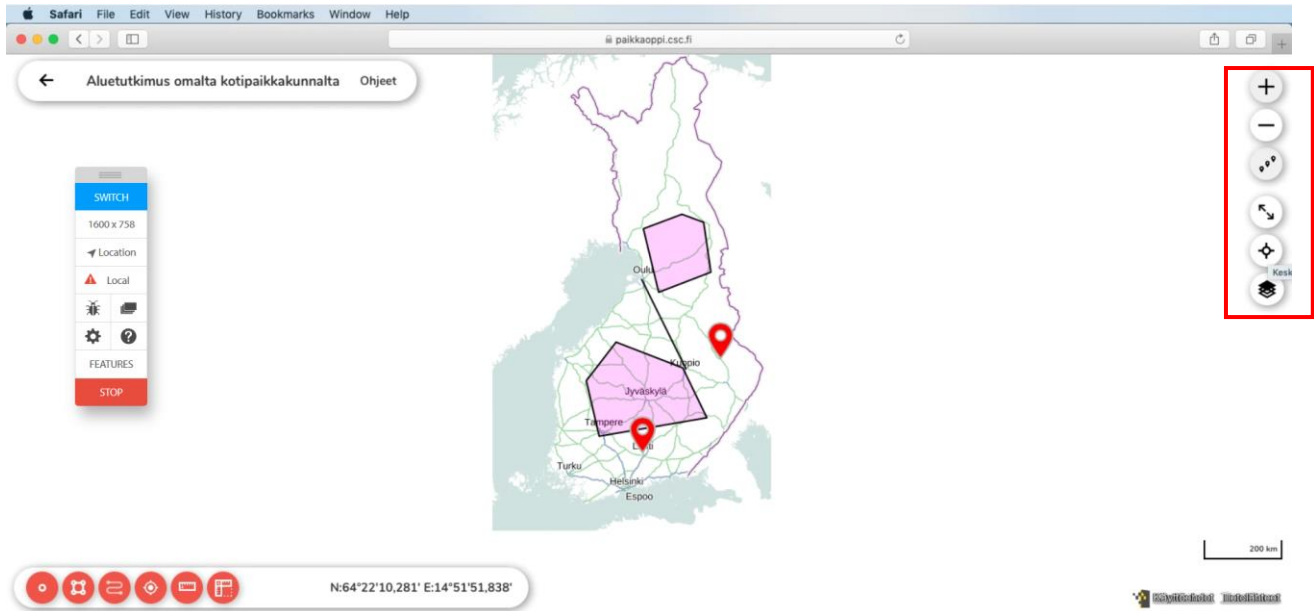 Safari File Edit View History Bookmarks Window Help
paikkaoppi.csc.fi
Aluetutkimus omalta kotipaikkakunnalta Ohjeet
SWITCH
1600 x 758
Location
Local
FEATURES
STOP
Oulu
Kuopio
Jyväskylä
Tampere
Turku
Helsinki
Espoo
Kesk
200 km
N:64°22'10,281' E:14°51'51,838'